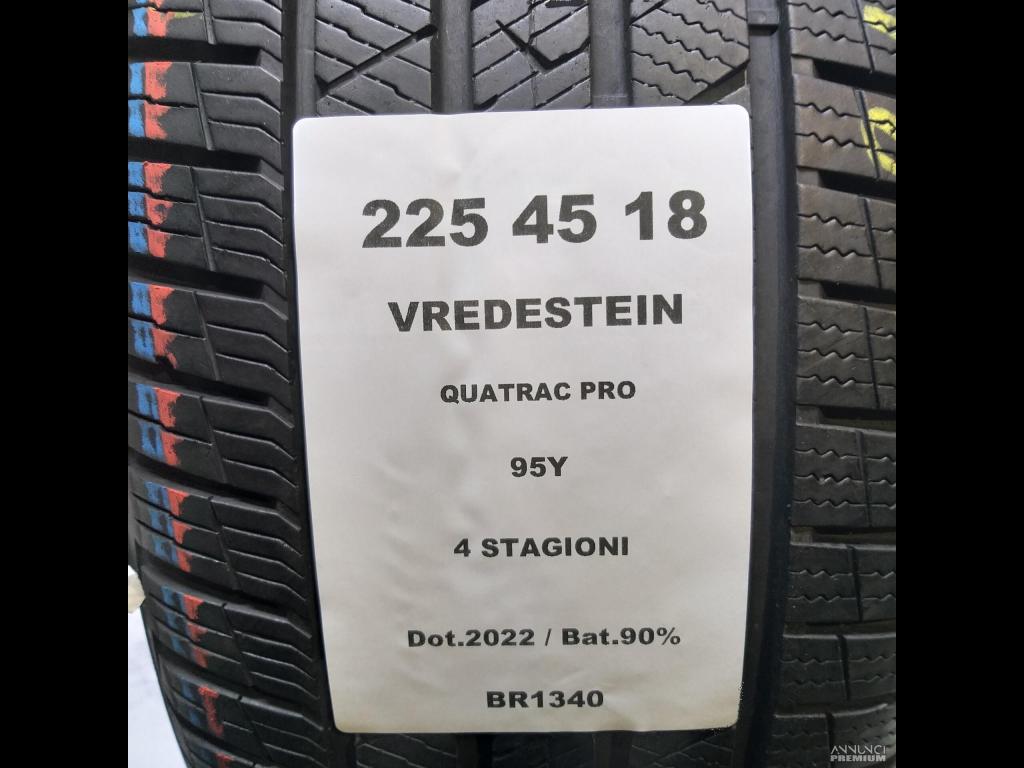 225 45 18
VREDESTEIN
QUATRAC PRO
95Y
4 STAGIONI
Dot.2022 / Bat.90%
BR1340
ANNUNCI
PREMIUM